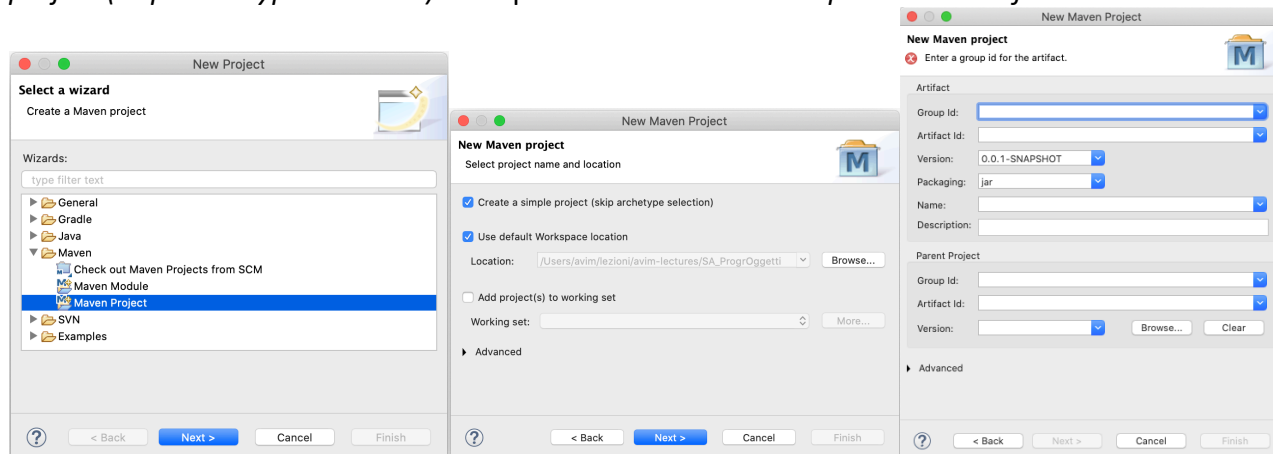 New Project
Select a wizard
Create a Maven project
Wizards:
type filter text
General
Gradle
Java
Maven
Check out Maven Projects from SCM
Maven Module
Maven Project
SVN
Examples
?
< Back
Next >
Cancel
Finish
New Maven Project
New Maven project
Select project name and location
M
Create a simple project (skip archetype selection)
Use default Workspace location
Location: /Users/avim/lezioni/avim-lectures/SA_ProgrOggetti Browse...
Add project(s) to working set
Working set: More...
Advanced
?
< Back
Next >
Cancel
Finish
New Maven Project
New Maven project
Enter a group id for the artifact.
M
Artifact
Group Id:
Artifact Id:
Version: 0.0.1-SNAPSHOT
Packaging: jar
Name:
Description:
Parent Project
Group Id:
Artifact Id:
Version: Browse... Clear
Advanced
?
< Back
Next >
Cancel
Finish